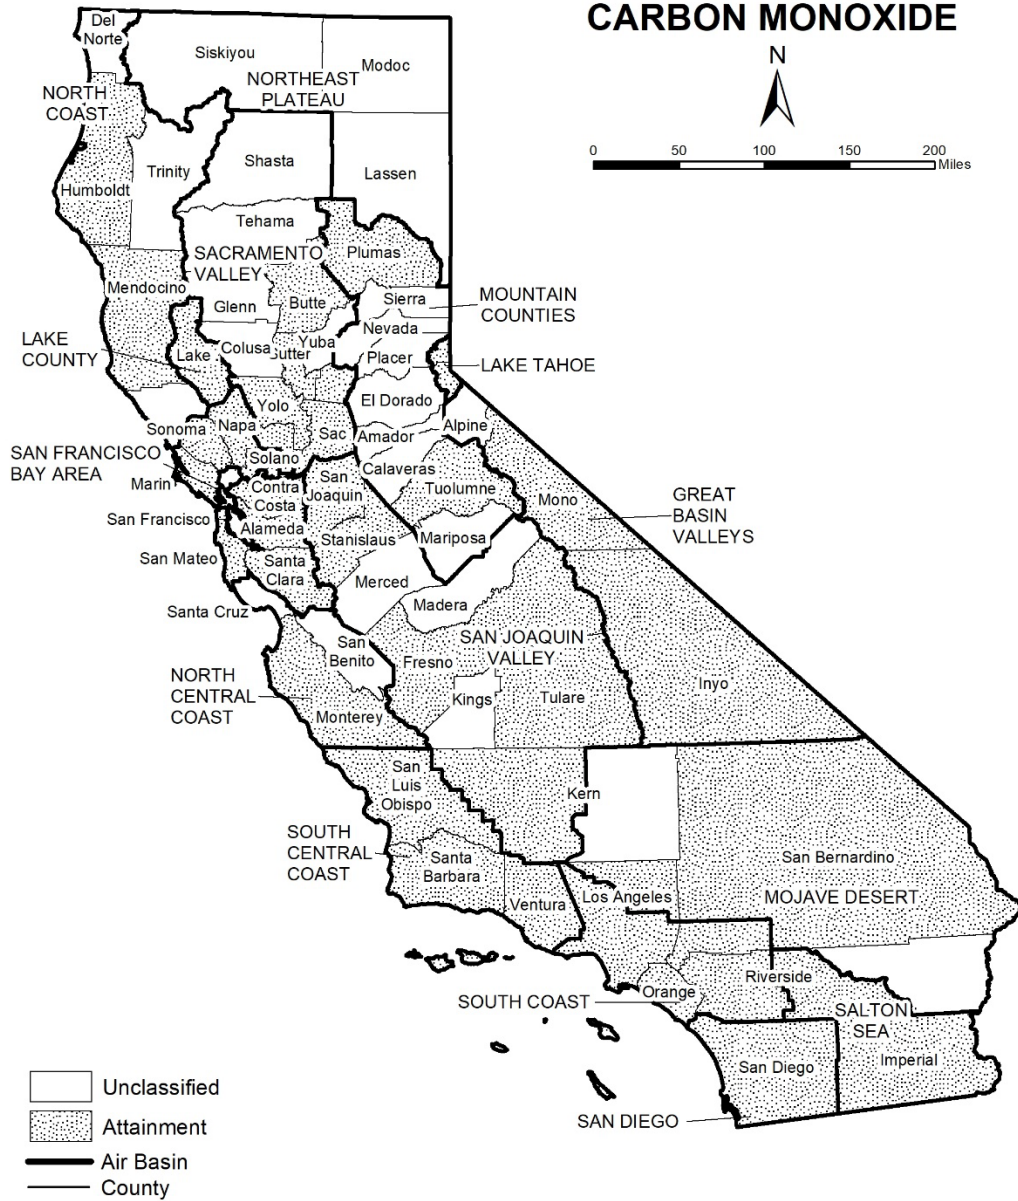 CARBON MONOXIDE
N
0 50 100 150 200
Miles
Del
Norte
Siskiyou
Modoc
NORTHEAST
PLATEAU
NORTH
COAST
Trinity
Shasta
Lassen
Humboldt
Tehama
SACRAMENTO
VALLEY
Plumas
Mendocino
Glenn
Butte
Sierra
MOUNTAIN
COUNTIES
Nevada
LAKE
COUNTY
Lake
Colusa
Yuba
utter
Placer
LAKE TAHOE
El Dorado
Yolo
Sonoma
Napa
Sac
Amador
Alpine
SAN FRANCISCO
BAY AREA
Solano
Calaveras
Marin
Contra
Costa
San
Joaquin
Tuolumne
Mono
GREAT
BASIN
VALLEYS
San Francisco
Alameda
Stanislaus
Mariposa
San Mateo
Santa
Clara
Merced
Santa Cruz
Madera
San
Benito
SAN JOAQUIN
VALLEY
Fresno
NORTH
CENTRAL
COAST
Monterey
Kings
Tulare
Inyo
San
Luis
Obispo
Kern
SOUTH
CENTRAL
COAST
Santa
Barbara
San Bernardino
Ventura
Los Angeles
MOJAVE DESERT
SOUTH COAST
Orange
Riverside
SALTON
SEA
San Diego
Imperial
SAN DIEGO
Unclassified
Attainment
Air Basin
County